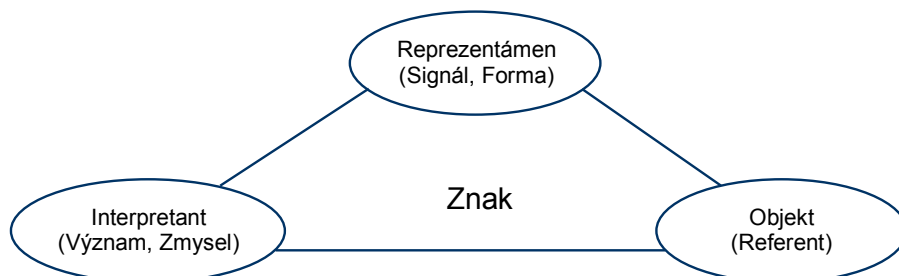 Reprezentámen
(Signál, Forma)
Znak
Interpretant
(Význam, Zmysel)
Objekt
(Referent)